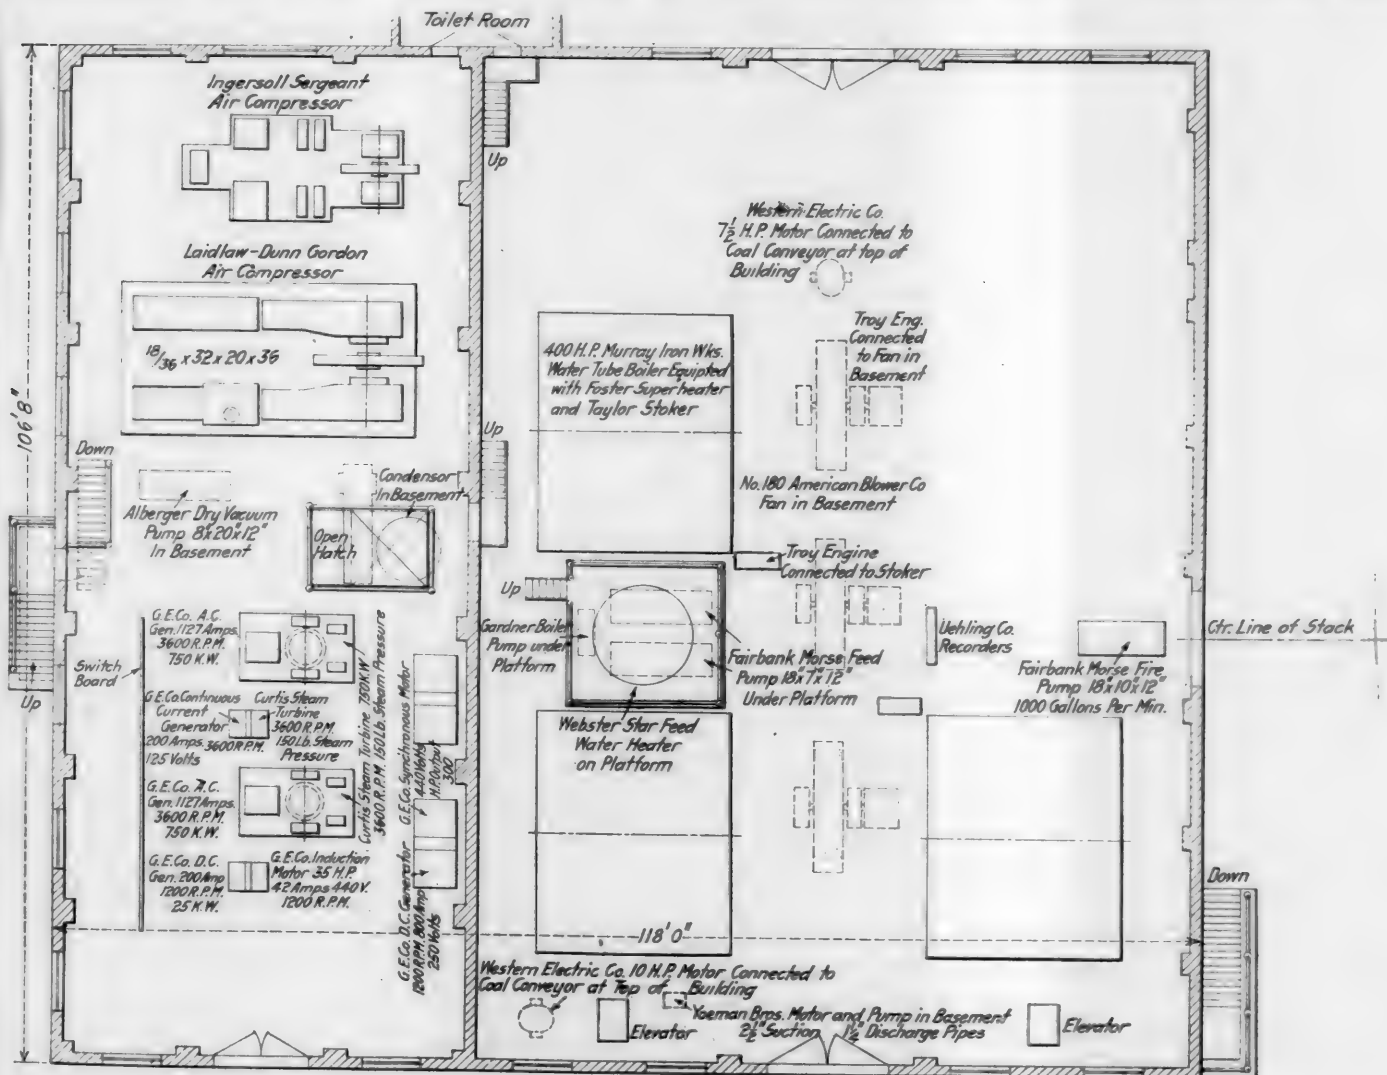 Toilet Room
Ingersoll Sergeant
Air Compressor
Up
Laidlaw-Dunn Gordon
Air Compressor
18/36 x 32 x 20 x 36
106'8"
Western Electric Co.
7½ H.P. Motor Connected to
Coal Conveyor at top of
Building
Troy Eng.
Connected
to Fan in
Basement
400 H.P. Murray Iron Wks.
Water Tube Boiler Equipted
with Foster Superheater
and Taylor Stoker
Up
Down
Condensor
In Basement
Alberger Dry Vacuum
Pump 8"x20"x12"
In Basement
Open
Hatch
No. 180 American Blower Co
Fan in Basement
Troy Engine
Connected to Stoker
Up
Gardner Boiler
Pump under
Platform
Fairbank Morse Feed
Pump 18"x7"x12"
Under Platform
Webster Star Feed
Water Heater
on Platform
Uehling Co.
Recorders
Fairbank Morse Fire
Pump 18"x10"x12"
1000 Gallons Per Min.
Ctr. Line of Stack
G.E.Co. A.C.
Gen. 1127 Amps.
3600 R.P.M.
750 K.W.
Switch
Board
Up
G.E.Co. Continuous
Current
Generator
200 Amps. 3600 R.P.M.
125 Volts
Curtis Steam
Turbine
3600 R.P.M.
150 Lb. Steam
Pressure
Curtis Steam Turbine 750 K.W.
3600 R.P.M. 150 Lb. Steam Pressure
G.E.Co. Synchronous Motor
440 Volts
H.P. Output
300
G.E.Co. A.C.
Gen. 1127 Amps.
3600 R.P.M.
750 K.W.
G.E.Co. D.C.
Gen. 200 Amp
1200 R.P.M.
25 K.W.
G.E.Co. Induction
Motor 35 H.P.
42 Amps 440 V.
1200 R.P.M.
G.E.Co. D.C. Generator
1200 R.P.M. 800 Amp
250 Volts
118'0"
Down
Western Electric Co. 10 H.P. Motor Connected to
Coal Conveyor at Top of Building
Elevator
Yoeman Bros. Motor and Pump in Basement
2½" Suction 1½" Discharge Pipes
Elevator